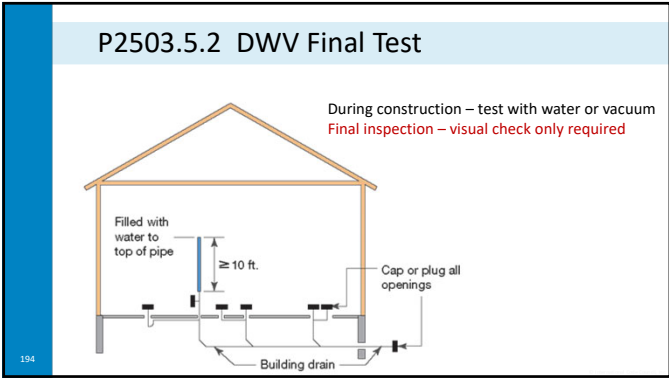 P2503.5.2 DWV Final Test
During construction – test with water or vacuum
Final inspection – visual check only required
Filled with
water to
top of pipe
≥ 10 ft.
Cap or plug all
openings
Building drain
194